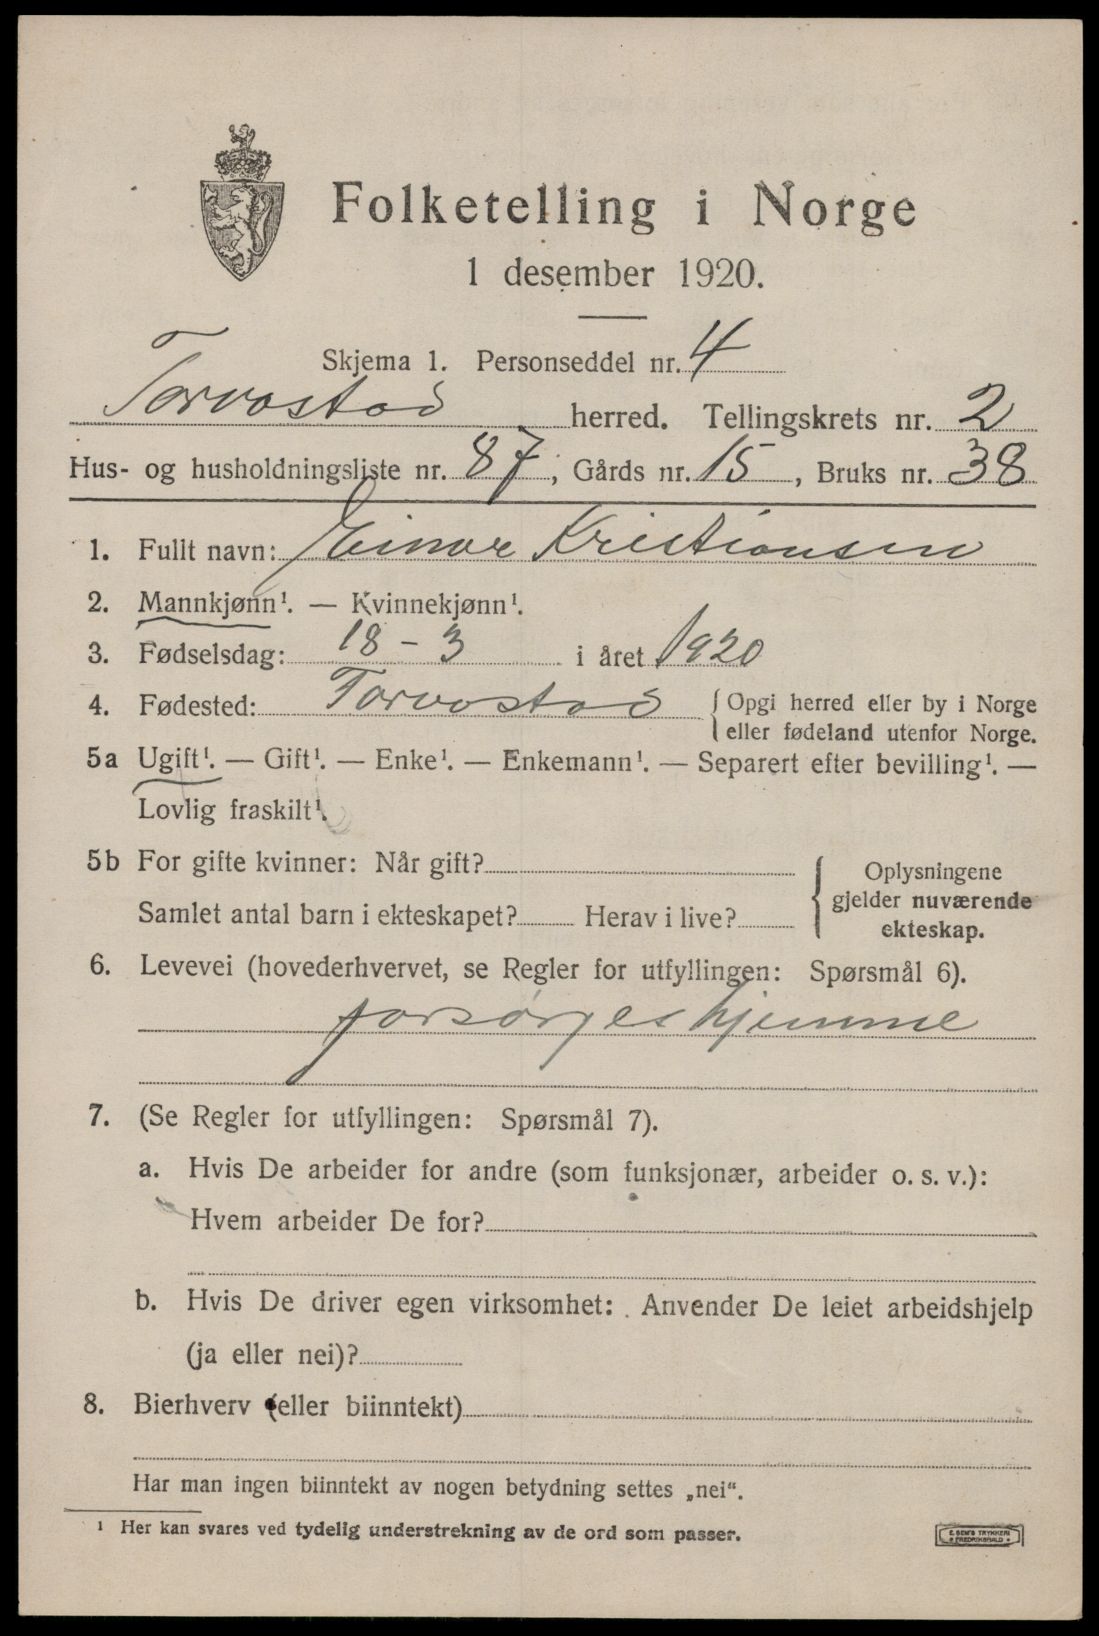 Folketelling i Norge
1 desember 1920.
Skjema 1. Personseddel nr. 4
Torvastad herred. Tellingskrets nr. 2
Hus- og husholdningsliste nr. 87, Gårds nr. 15, Bruks nr. 38
1. Fullt navn: Einar Kristiansen
2. Mannkjønn¹. — Kvinnekjønn¹.
3. Fødselsdag: 18 - 3 i året 1920
4. Fødested: Torvastad { Opgi herred eller by i Norge
eller fødeland utenfor Norge.
5a Ugift¹. — Gift¹. — Enke¹. — Enkemann¹. — Separert efter bevilling¹. —
Lovlig fraskilt¹.
5b For gifte kvinner: Når gift?
Samlet antal barn i ekteskapet? Herav i live?
Oplysningene
gjelder nuværende
ekteskap.
6. Levevei (hovederhvervet, se Regler for utfyllingen: Spørsmål 6).
forsørges hjemme
7. (Se Regler for utfyllingen: Spørsmål 7).
a. Hvis De arbeider for andre (som funksjonær, arbeider o. s. v.):
Hvem arbeider De for?
b. Hvis De driver egen virksomhet: Anvender De leiet arbeidshjelp
(ja eller nei)?
8. Bierhverv (eller biinntekt)
Har man ingen biinntekt av nogen betydning settes „nei“.
¹ Her kan svares ved tydelig understrekning av de ord som passer.